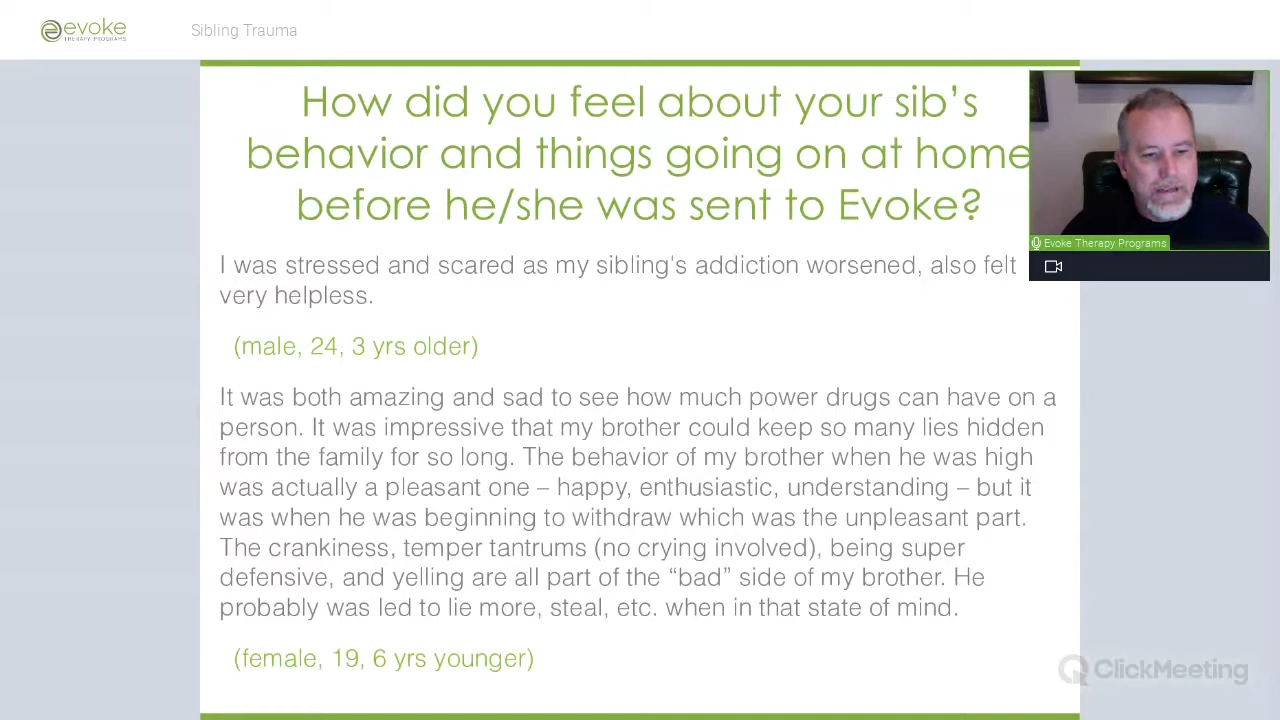 evoke
THERAPY PROGRAMS
Sibling Trauma
How did you feel about your sib's
behavior and things going on at home
before he/she was sent to Evoke?
Evoke Therapy Programs
I was stressed and scared as my sibling's addiction worsened, also felt
very helpless.
(male, 24, 3 yrs older)
It was both amazing and sad to see how much power drugs can have on a
person. It was impressive that my brother could keep so many lies hidden
from the family for so long. The behavior of my brother when he was high
was actually a pleasant one – happy, enthusiastic, understanding – but it
was when he was beginning to withdraw which was the unpleasant part.
The crankiness, temper tantrums (no crying involved), being super
defensive, and yelling are all part of the “bad” side of my brother. He
probably was led to lie more, steal, etc. when in that state of mind.
(female, 19, 6 yrs younger)
ClickMeeting